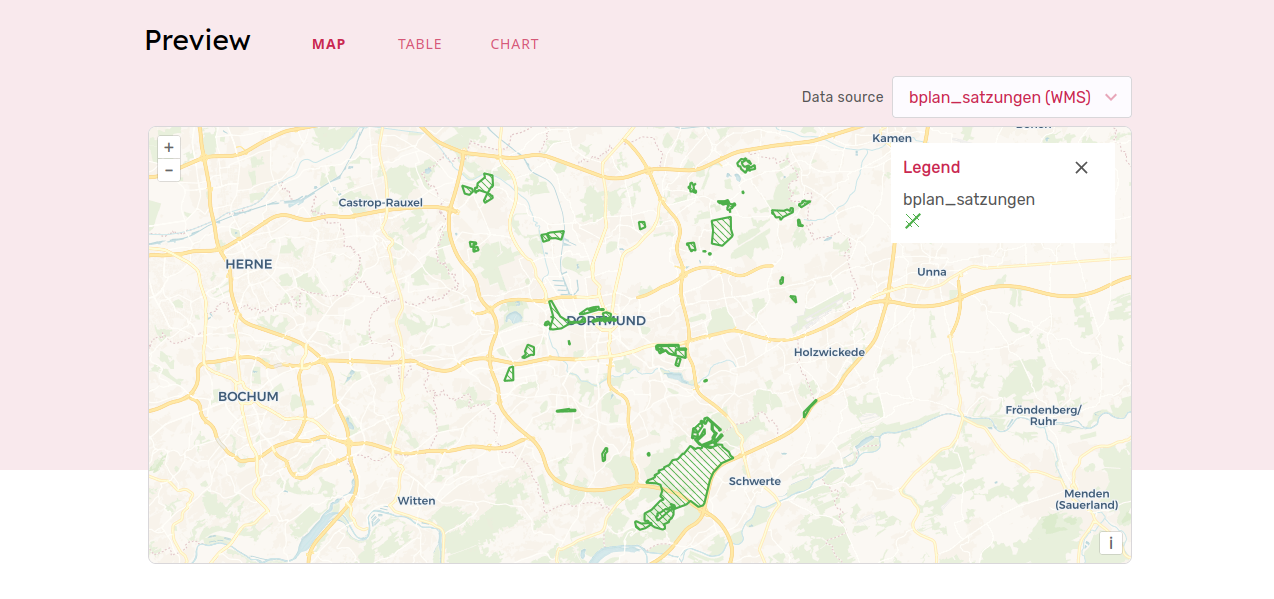 Preview
MAP
TABLE
CHART
Data source
bplan_satzungen (WMS)
+
-
Kamen
Legend
bplan_satzungen
Castrop-Rauxel
HERNE
Unna
DORTMUND
Holzwickede
BOCHUM
Fröndenberg/
Ruhr
Schwerte
Witten
Menden
(Sauerland)
i